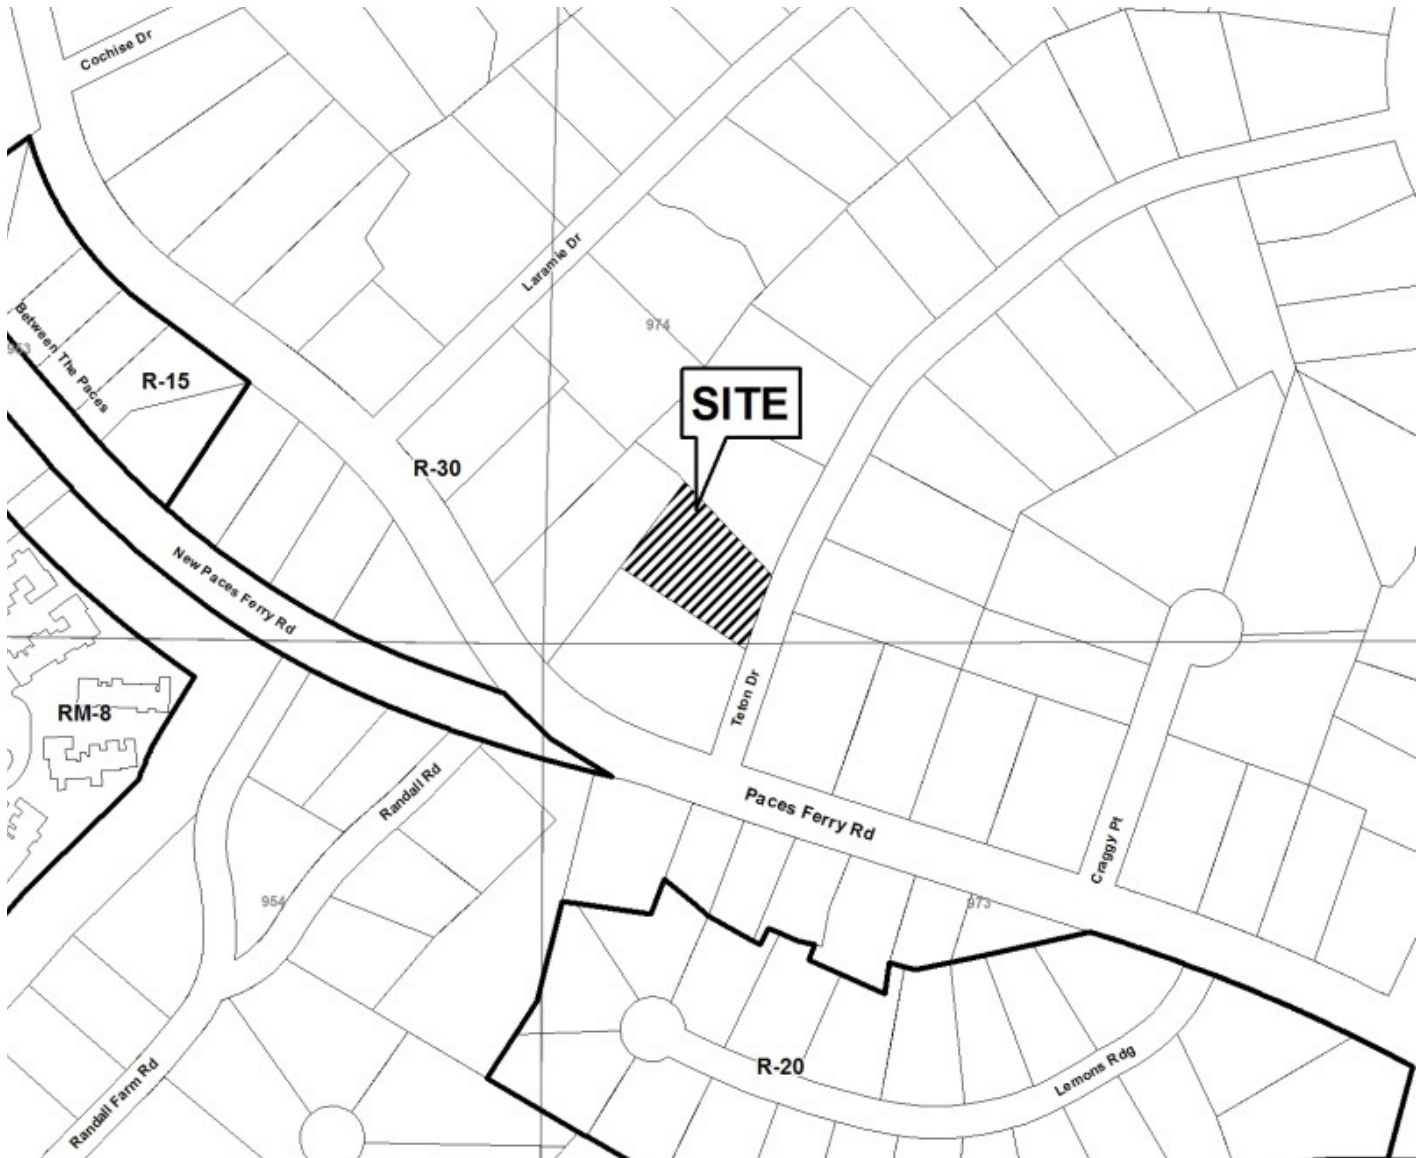 Cochise Dr
Laramie Dr
Between The Paces
974
953
R-15
SITE
R-30
New Paces Ferry Rd
Teton Dr
RM-8
Randall Rd
Paces Ferry Rd
Craggy Pt
954
973
R-20
Lemons Rdg
Randall Farm Rd